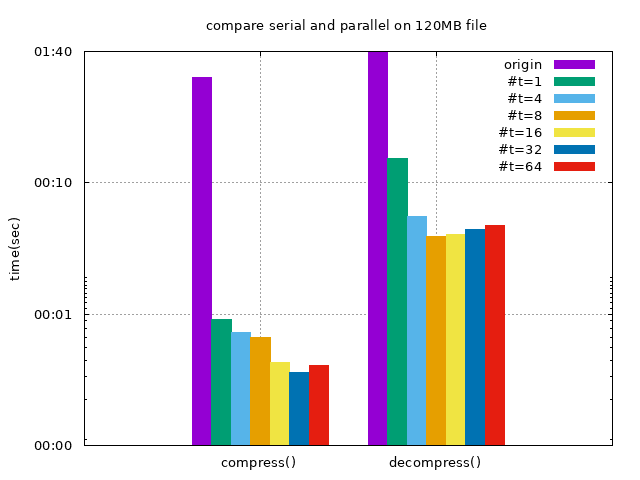 compare serial and parallel on 120MB file
01:40
00:10
00:01
00:00
time(sec)
origin
#t=1
#t=4
#t=8
#t=16
#t=32
#t=64
compress()
decompress()